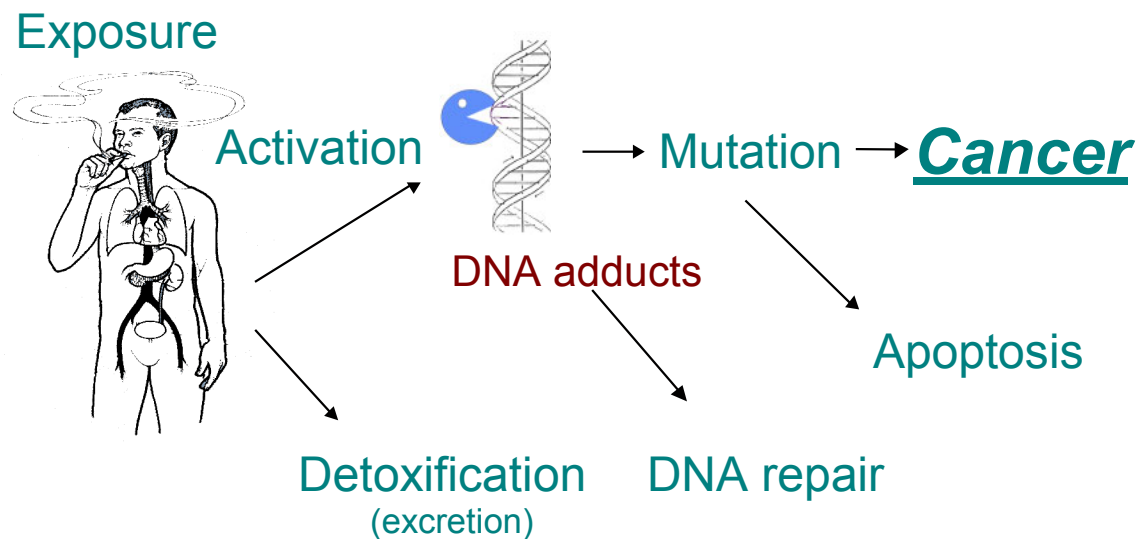 Exposure
Activation
Mutation
Cancer
DNA adducts
Apoptosis
Detoxification
(excretion)
DNA repair